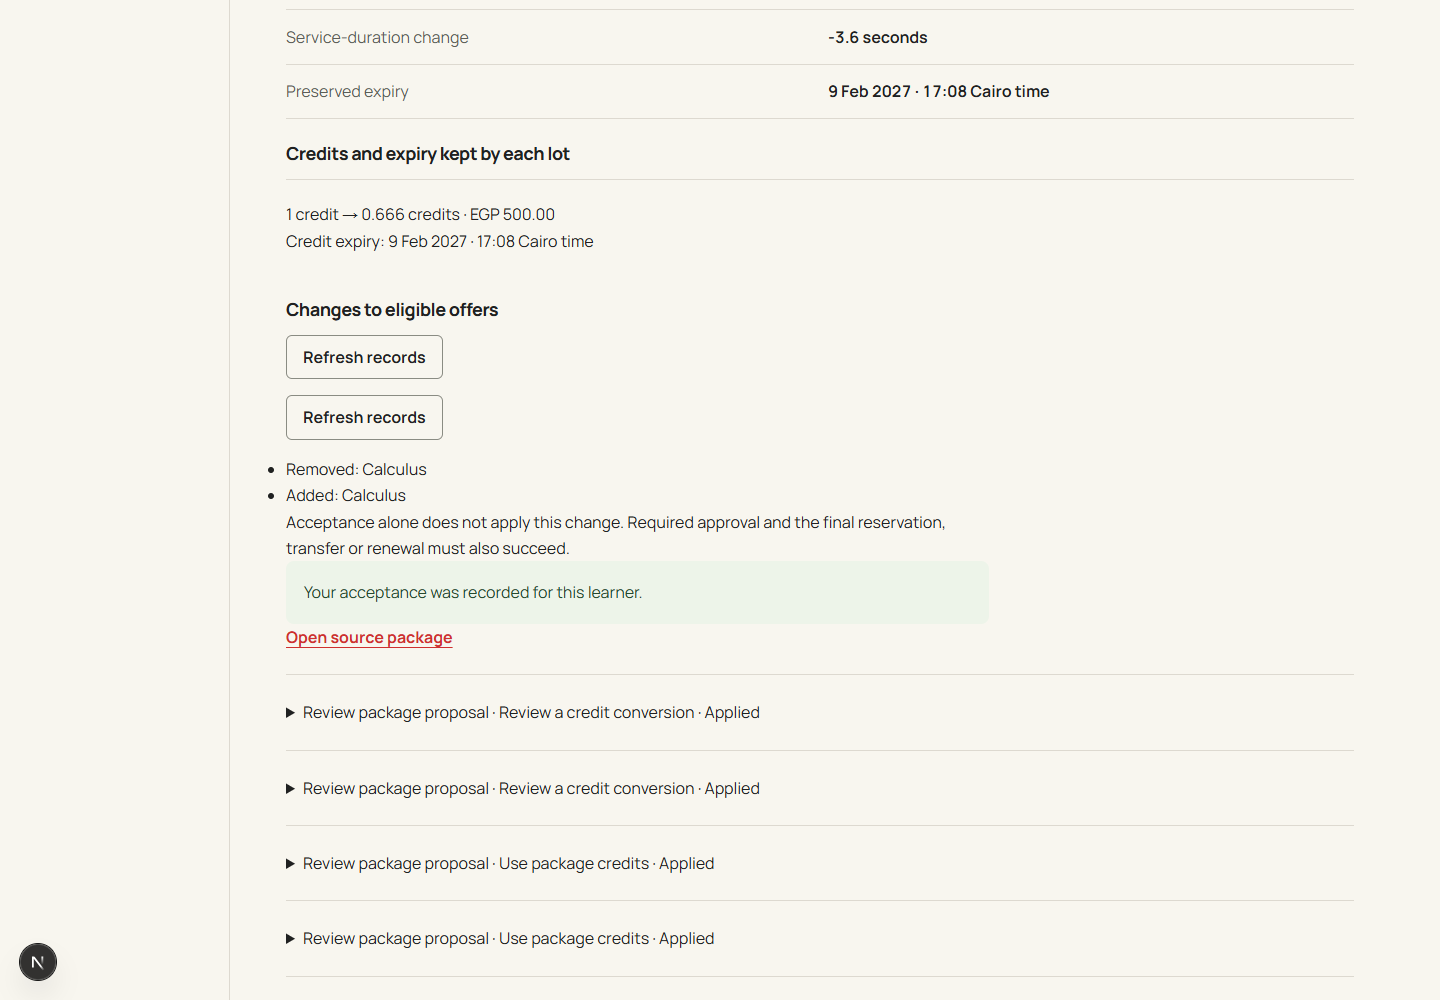 Service-duration change
-3.6 seconds
Preserved expiry
9 Feb 2027 · 17:08 Cairo time
Credits and expiry kept by each lot
1 credit → 0.666 credits · EGP 500.00
Credit expiry: 9 Feb 2027 · 17:08 Cairo time
Changes to eligible offers
Refresh records
Refresh records
• Removed: Calculus
• Added: Calculus
Acceptance alone does not apply this change. Required approval and the final reservation,
transfer or renewal must also succeed.
Your acceptance was recorded for this learner.
Open source package
▶ Review package proposal · Review a credit conversion · Applied
▶ Review package proposal · Review a credit conversion · Applied
▶ Review package proposal · Use package credits · Applied
▶ Review package proposal · Use package credits · Applied
N